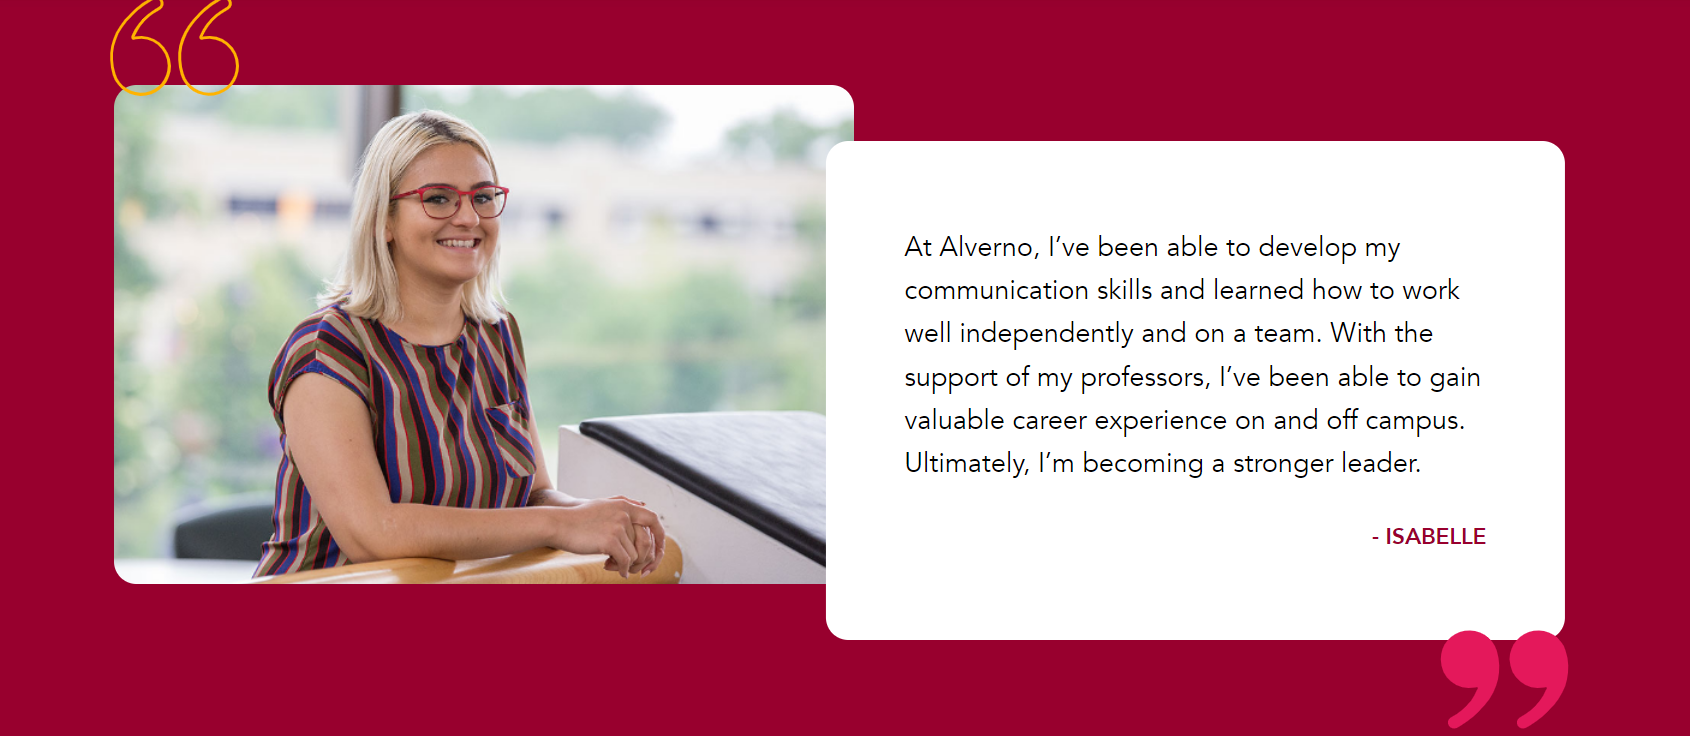 At Alverno, I’ve been able to develop my
communication skills and learned how to work
well independently and on a team. With the
support of my professors, I’ve been able to gain
valuable career experience on and off campus.
Ultimately, I’m becoming a stronger leader.
- ISABELLE